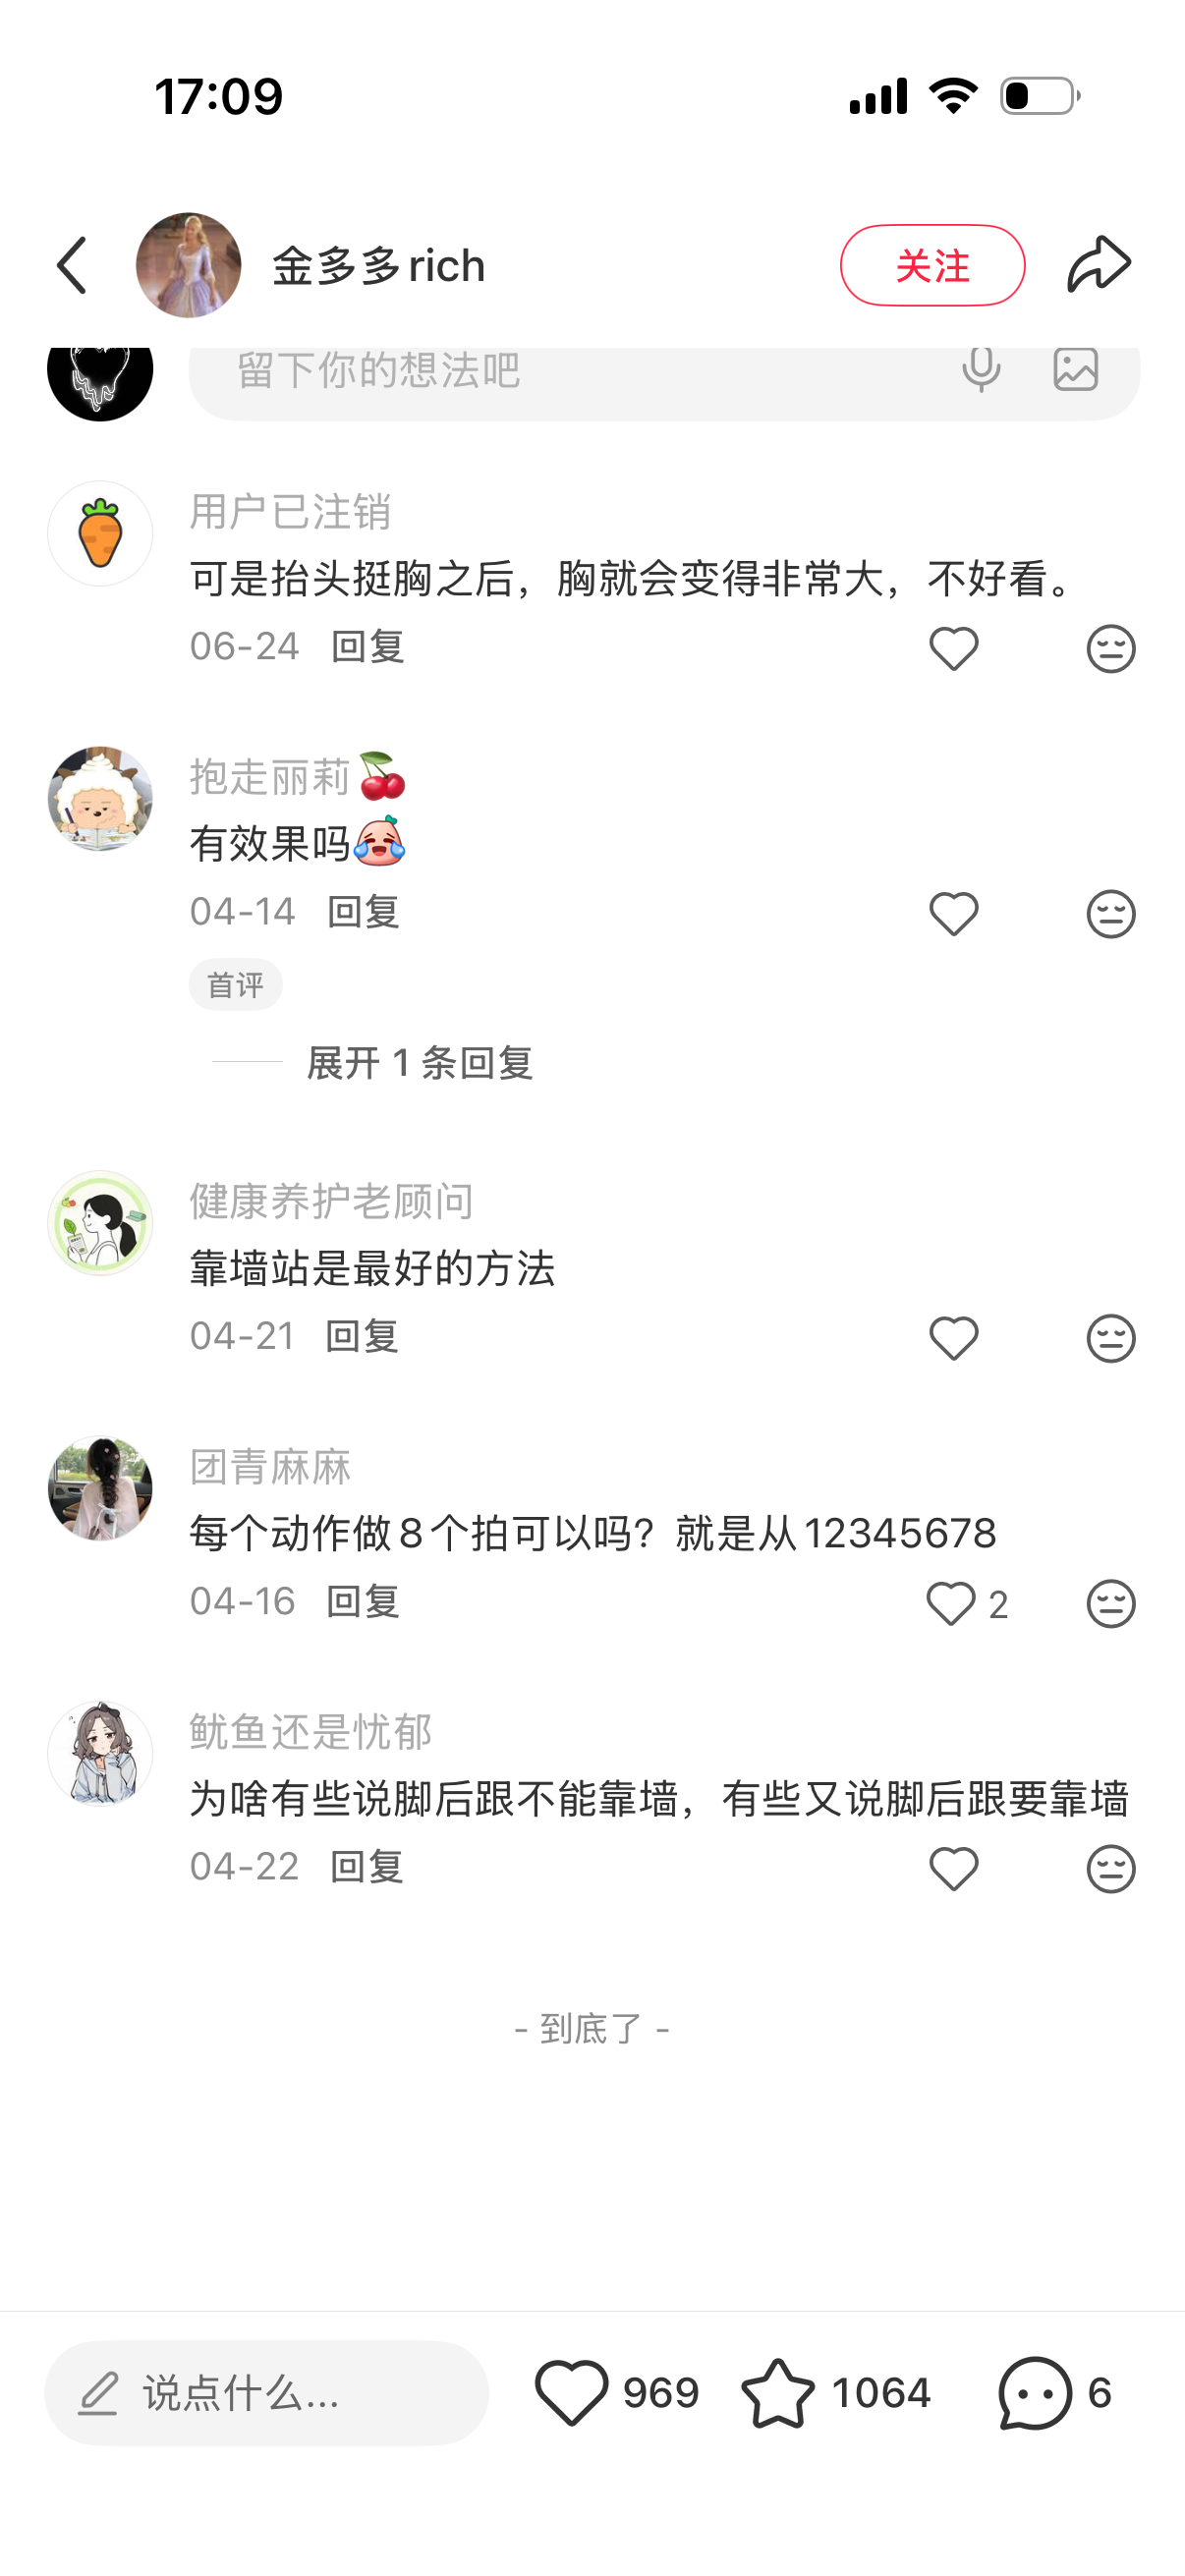 17:09
金多多rich
关注
留下你的想法吧
用户已注销
可是抬头挺胸之后，胸就会变得非常大，不好看。
06-24 回复
抱走丽莉🍒
有效果吗
04-14 回复
首评
展开 1 条回复
健康养护老顾问
靠墙站是最好的方法
04-21 回复
团青麻麻
每个动作做8个拍可以吗？就是从12345678
04-16 回复
2
鱿鱼还是忧郁
为啥有些说脚后跟不能靠墙，有些又说脚后跟要靠墙
04-22 回复
- 到底了 -
说点什么...
969
1064
6